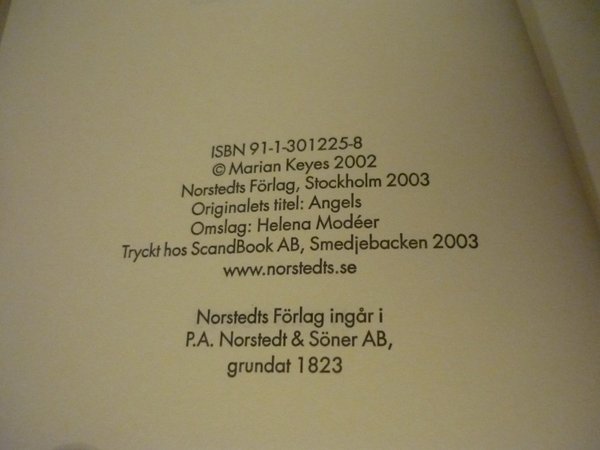 ISBN 91-1-301225-8
© Marian Keyes 2002
Norstedts Förlag, Stockholm 2003
Originalets titel: Angels
Omslag: Helena Modéer
Tryckt hos ScandBook AB, Smedjebacken 2003
www.norstedts.se
Norstedts Förlag ingår i
P.A. Norstedt & Söner AB,
grundat 1823